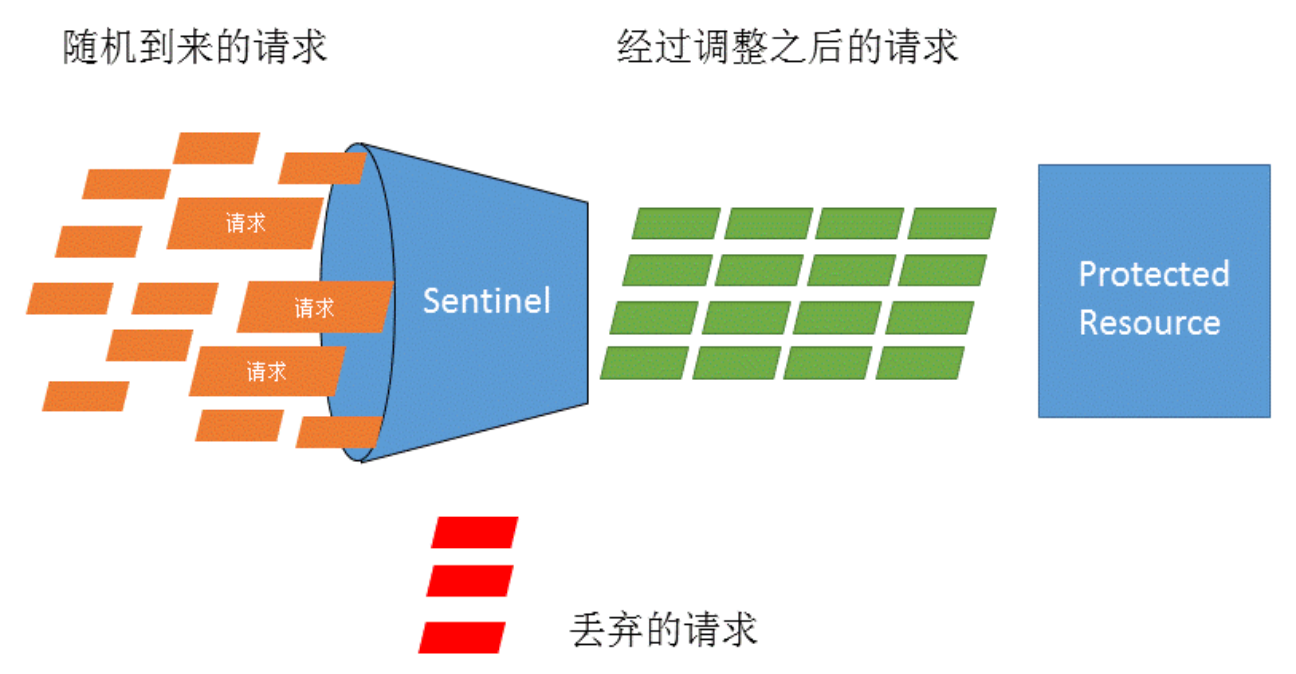 随机到来的请求
经过调整之后的请求
请求
请求
请求
Sentinel
Protected
Resource
丢弃的请求